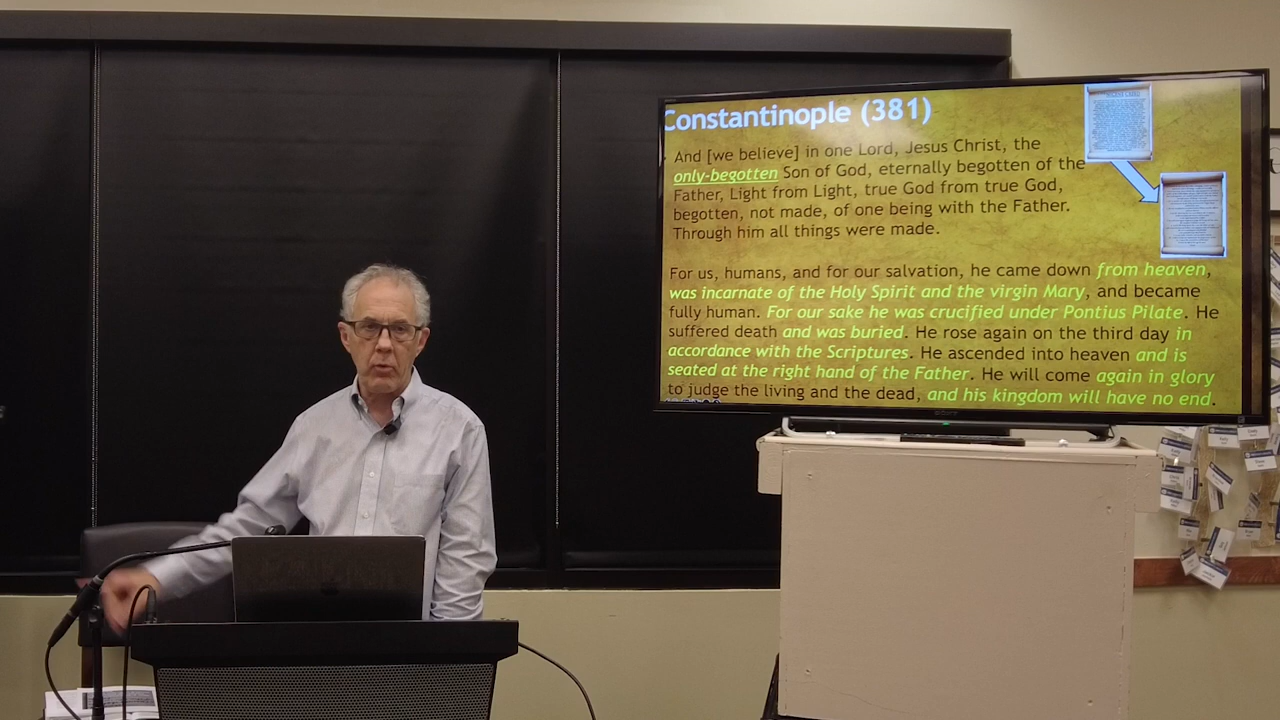 Constantinople (381)
And [we believe] in one Lord, Jesus Christ, the
only-begotten Son of God, eternally begotten of the
Father, Light from Light, true God from true God,
begotten, not made, of one being with the Father.
Through him all things were made.
For us, humans, and for our salvation, he came down from heaven,
was incarnate of the Holy Spirit and the virgin Mary, and became
fully human. For our sake he was crucified under Pontius Pilate. He
suffered death and was buried. He rose again on the third day in
accordance with the Scriptures. He ascended into heaven and is
seated at the right hand of the Father. He will come again in glory
to judge the living and the dead, and his kingdom will have no end.
SONY